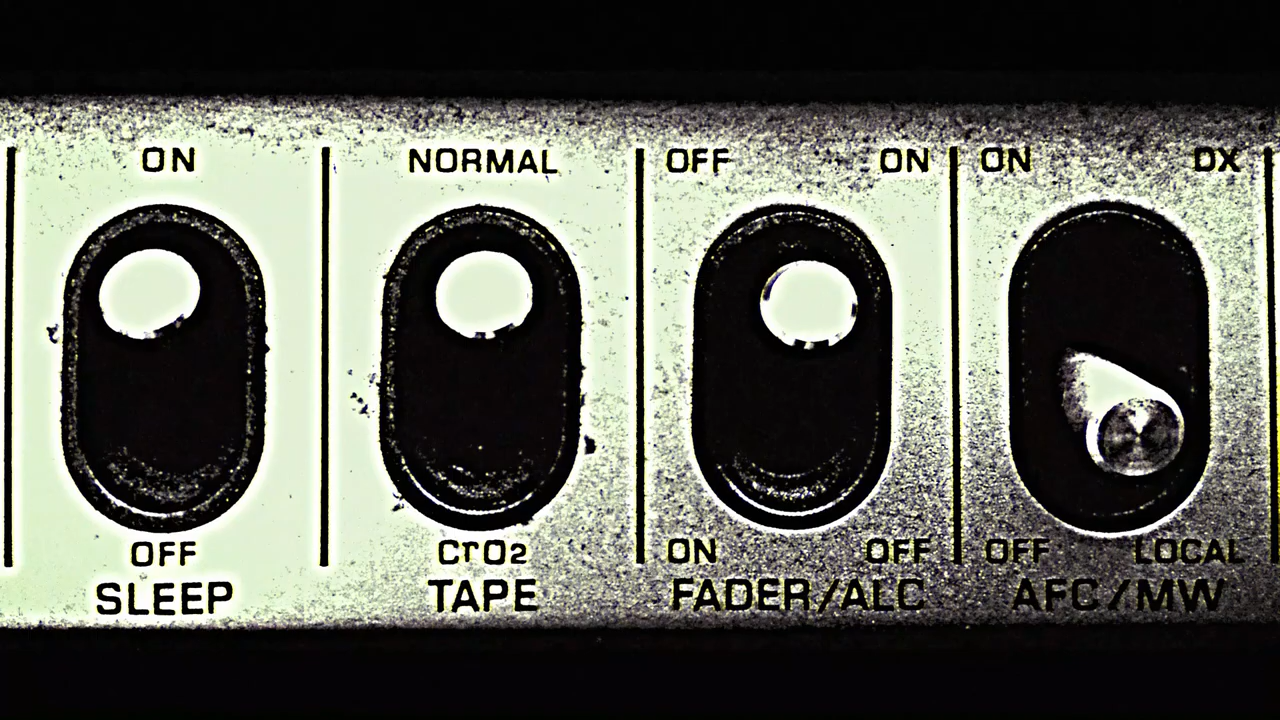 ON NORMAL OFF ON ON DX
OFF CrO2 ON OFF OFF LOCAL
SLEEP TAPE FADER/ALC AFC/MW